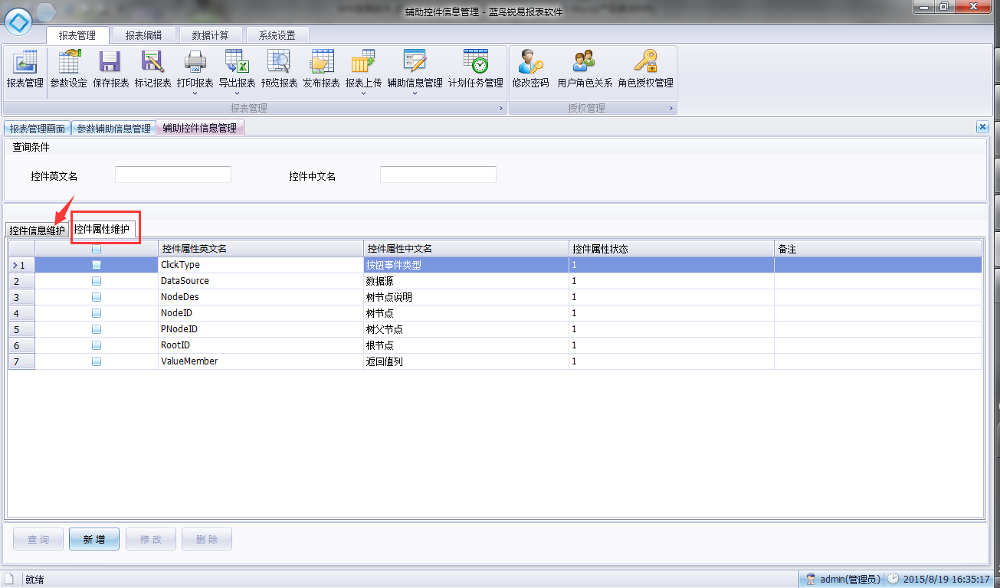 辅助控件信息管理 - 蓝鸟锐易报表软件
报表管理 报表编辑 数据计算 系统设置
报表管理 参数设定 保存报表 标记报表 打印报表 导出报表 预览报表 发布报表 报表上传 辅助信息管理 计划任务管理 修改密码 用户角色关系 角色授权管理
报表管理 授权管理
报表管理画面 参数辅助信息管理 辅助控件信息管理
查询条件
控件英文名 控件中文名
控件信息维护 控件属性维护
控件属性英文名 控件属性中文名 控件属性状态 备注
1 ClickType 按钮事件类型 1
2 DataSource 数据源 1
3 NodeDes 树节点说明 1
4 NodeID 树节点 1
5 PNodeID 树父节点 1
6 RootID 根节点 1
7 ValueMember 返回值列 1
查 询 新 增 修 改 删 除
就绪 admin(管理员) 2015/8/19 16:35:17